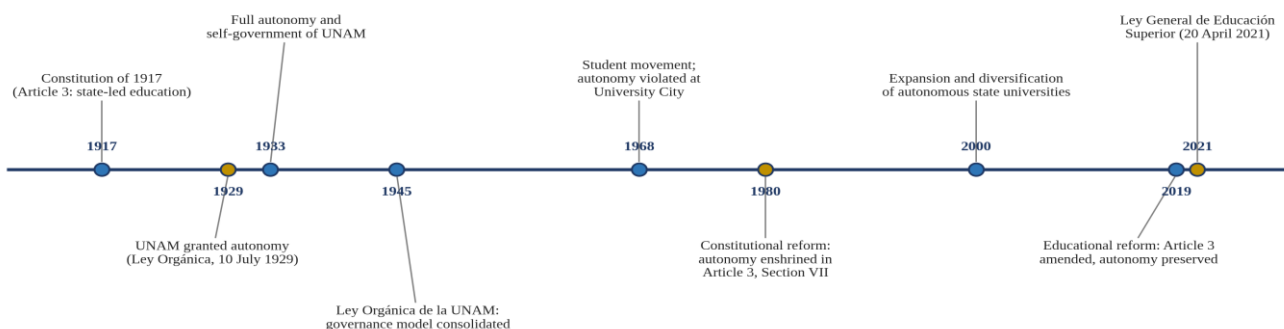 Full autonomy and
self-government of UNAM
Ley General de Educación
Superior (20 April 2021)
Constitution of 1917
(Article 3: state-led education)
Student movement;
autonomy violated at
University City
Expansion and diversification
of autonomous state universities
1917
1933
1968
2000
2021
1929
1945
1980
2019
UNAM granted autonomy
(Ley Orgánica, 10 July 1929)
Constitutional reform:
autonomy enshrined in
Article 3, Section VII
Educational reform: Article 3
amended, autonomy preserved
Ley Orgánica de la UNAM:
governance model consolidated